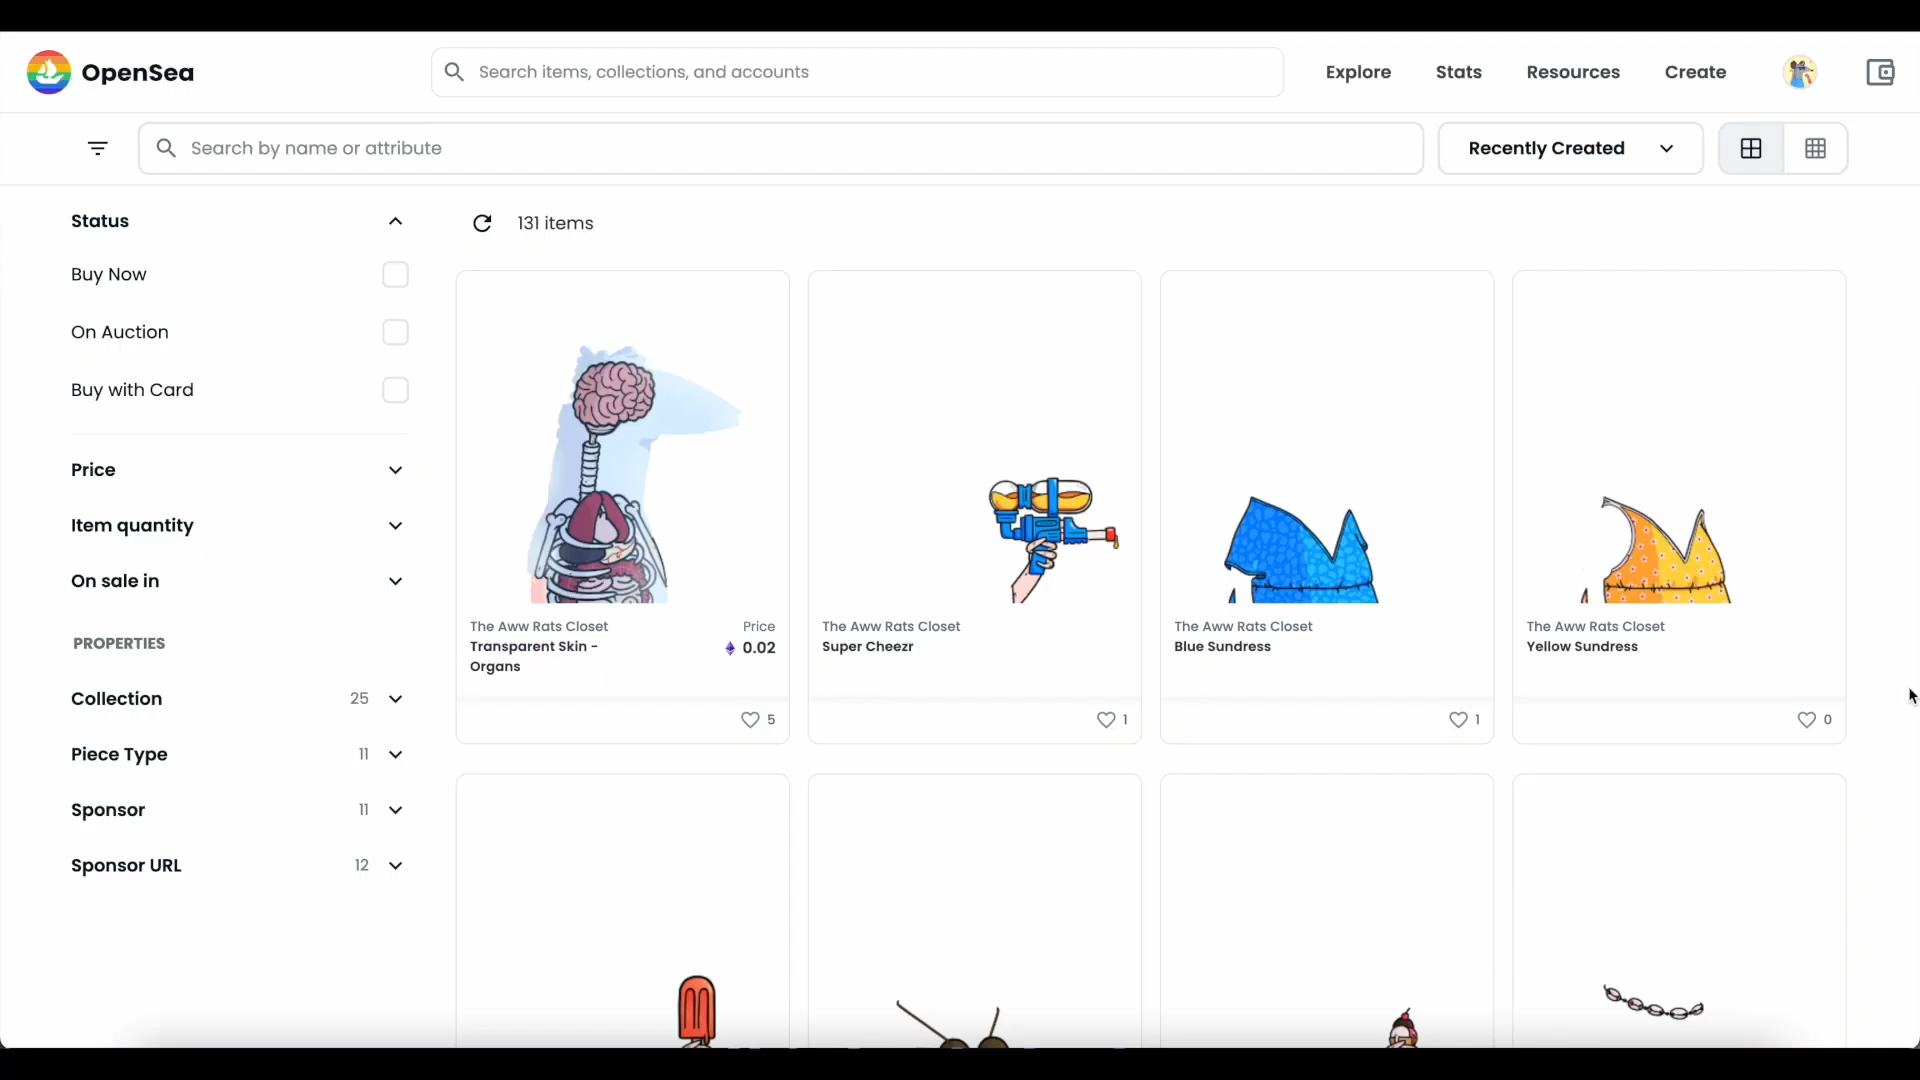 OpenSea
Search items, collections, and accounts
Explore
Stats
Resources
Create
Search by name or attribute
Recently Created
Status
Buy Now
On Auction
Buy with Card
Price
Item quantity
On sale in
PROPERTIES
Collection 25
Piece Type 11
Sponsor 11
Sponsor URL 12
131 items
The Aww Rats Closet
Transparent Skin -
Organs
Price
0.02
5
The Aww Rats Closet
Super Cheezr
1
The Aww Rats Closet
Blue Sundress
1
The Aww Rats Closet
Yellow Sundress
0